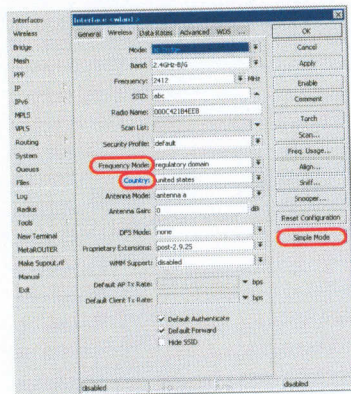 Interfaces
Wireless
Bridge
Mesh
PPP
IP
IPv6
MPLS
VPLS
Routing
System
Queues
Files
Log
Radius
Tools
New Terminal
MetaROUTER
Make Supout.rif
Manual
Exit
Interface <wlan1>
General Wireless Data Rates Advanced WDS ...
Mode: ap bridge
Band: 2.4GHz-B/G
Frequency: 2412 MHz
SSID: abc
Radio Name: 000C421B4EEB
Scan List:
Security Profile: default
Frequency Mode: regulatory domain
Country: united states
Antenna Mode: antenna a
Antenna Gain: 0 dBi
DFS Mode: none
Proprietary Extensions: post-2.9.25
WMM Support: disabled
Default AP Tx Rate: bps
Default Client Tx Rate: bps
Default Authenticate
Default Forward
Hide SSID
OK
Cancel
Apply
Enable
Comment
Torch
Scan...
Freq. Usage...
Align...
Sniff...
Snooper...
Reset Configuration
Simple Mode
disabled
disabled